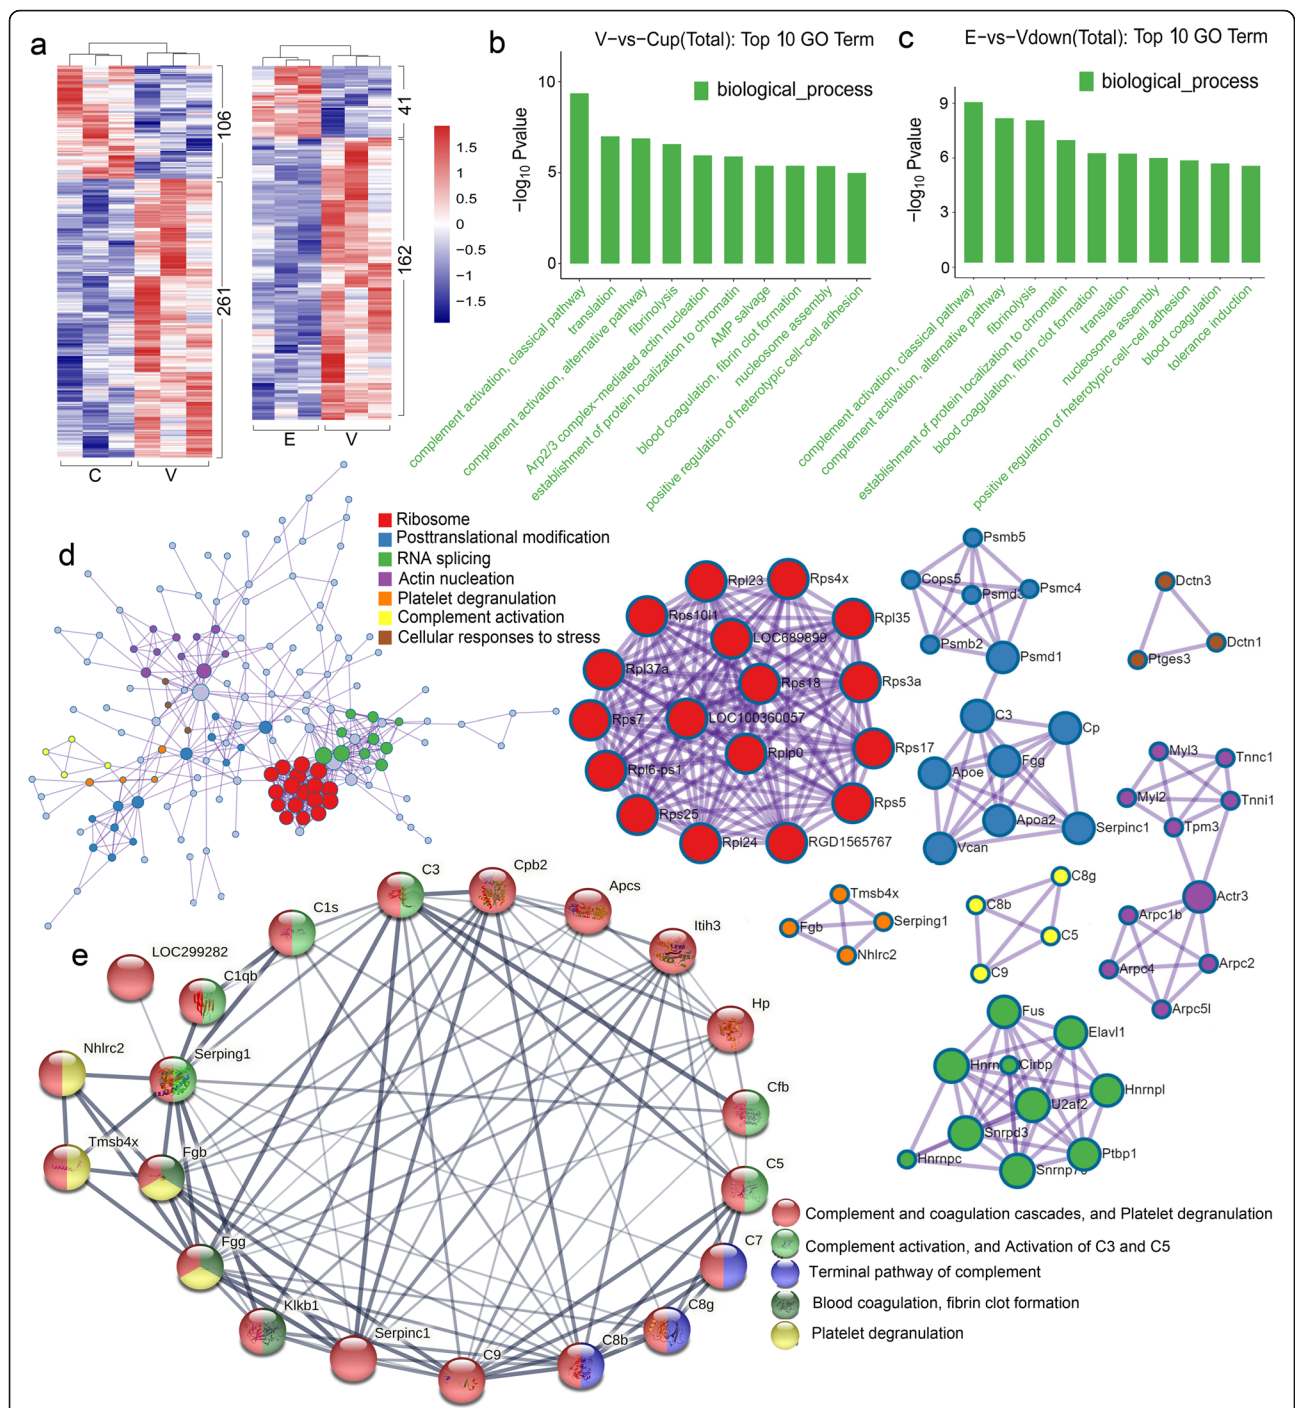 a
106
261
C
V
41
162
E
V
1.5
1
0.5
0
−0.5
−1
−1.5
b
V−vs−Cup(Total): Top 10 GO Term
biological_process
−log10 Pvalue
10
5
0
complement activation, classical pathway
translation
complement activation, alternative pathway
fibrinolysis
Arp2/3 complex−mediated actin nucleation
establishment of protein localization to chromatin
AMP salvage
blood coagulation, fibrin clot formation
nucleosome assembly
positive regulation of heterotypic cell−cell adhesion
c
E−vs−Vdown(Total): Top 10 GO Term
biological_process
−log10 Pvalue
9
6
3
0
complement activation, classical pathway
complement activation, alternative pathway
fibrinolysis
establishment of protein localization to chromatin
blood coagulation, fibrin clot formation
translation
nucleosome assembly
positive regulation of heterotypic cell−cell adhesion
blood coagulation
tolerance induction
d
Ribosome
Posttranslational modification
RNA splicing
Actin nucleation
Platelet degranulation
Complement activation
Cellular responses to stress
Rpl23
Rps4x
Rps10l1
LOC689899
Rpl35
Rpl37a
Rps18
Rps3a
Rps7
LOC100360057
Rplp0
Rps17
Rpl6-ps1
Rps25
Rps5
Rpl24
RGD1565767
Psmb5
Cops5
Psmd3
Psmc4
Psmb2
Psmd1
Dctn3
Dctn1
Ptges3
C3
Cp
Fgg
Apoe
Apoa2
Serpinc1
Vcan
Myl3
Tnnc1
Myl2
Tnni1
Tpm3
Actr3
Arpc1b
Arpc4
Arpc2
Arpc5l
Tmsb4x
Fgb
Serping1
Nhlrc2
C8g
C8b
C5
C9
Fus
Elavl1
Cirbp
Hnrnpl
U2af2
Snrpd3
Hnrnpc
Ptbp1
e
C3
Cpb2
Apcs
C1s
Itih3
LOC299282
C1qb
Hp
Nhlrc2
Serping1
Cfb
Tmsb4x
Fgb
C5
Fgg
C7
Klkb1
C8g
Serpinc1
C8b
C9
Complement and coagulation cascades, and Platelet degranulation
Complement activation, and Activation of C3 and C5
Terminal pathway of complement
Blood coagulation, fibrin clot formation
Platelet degranulation